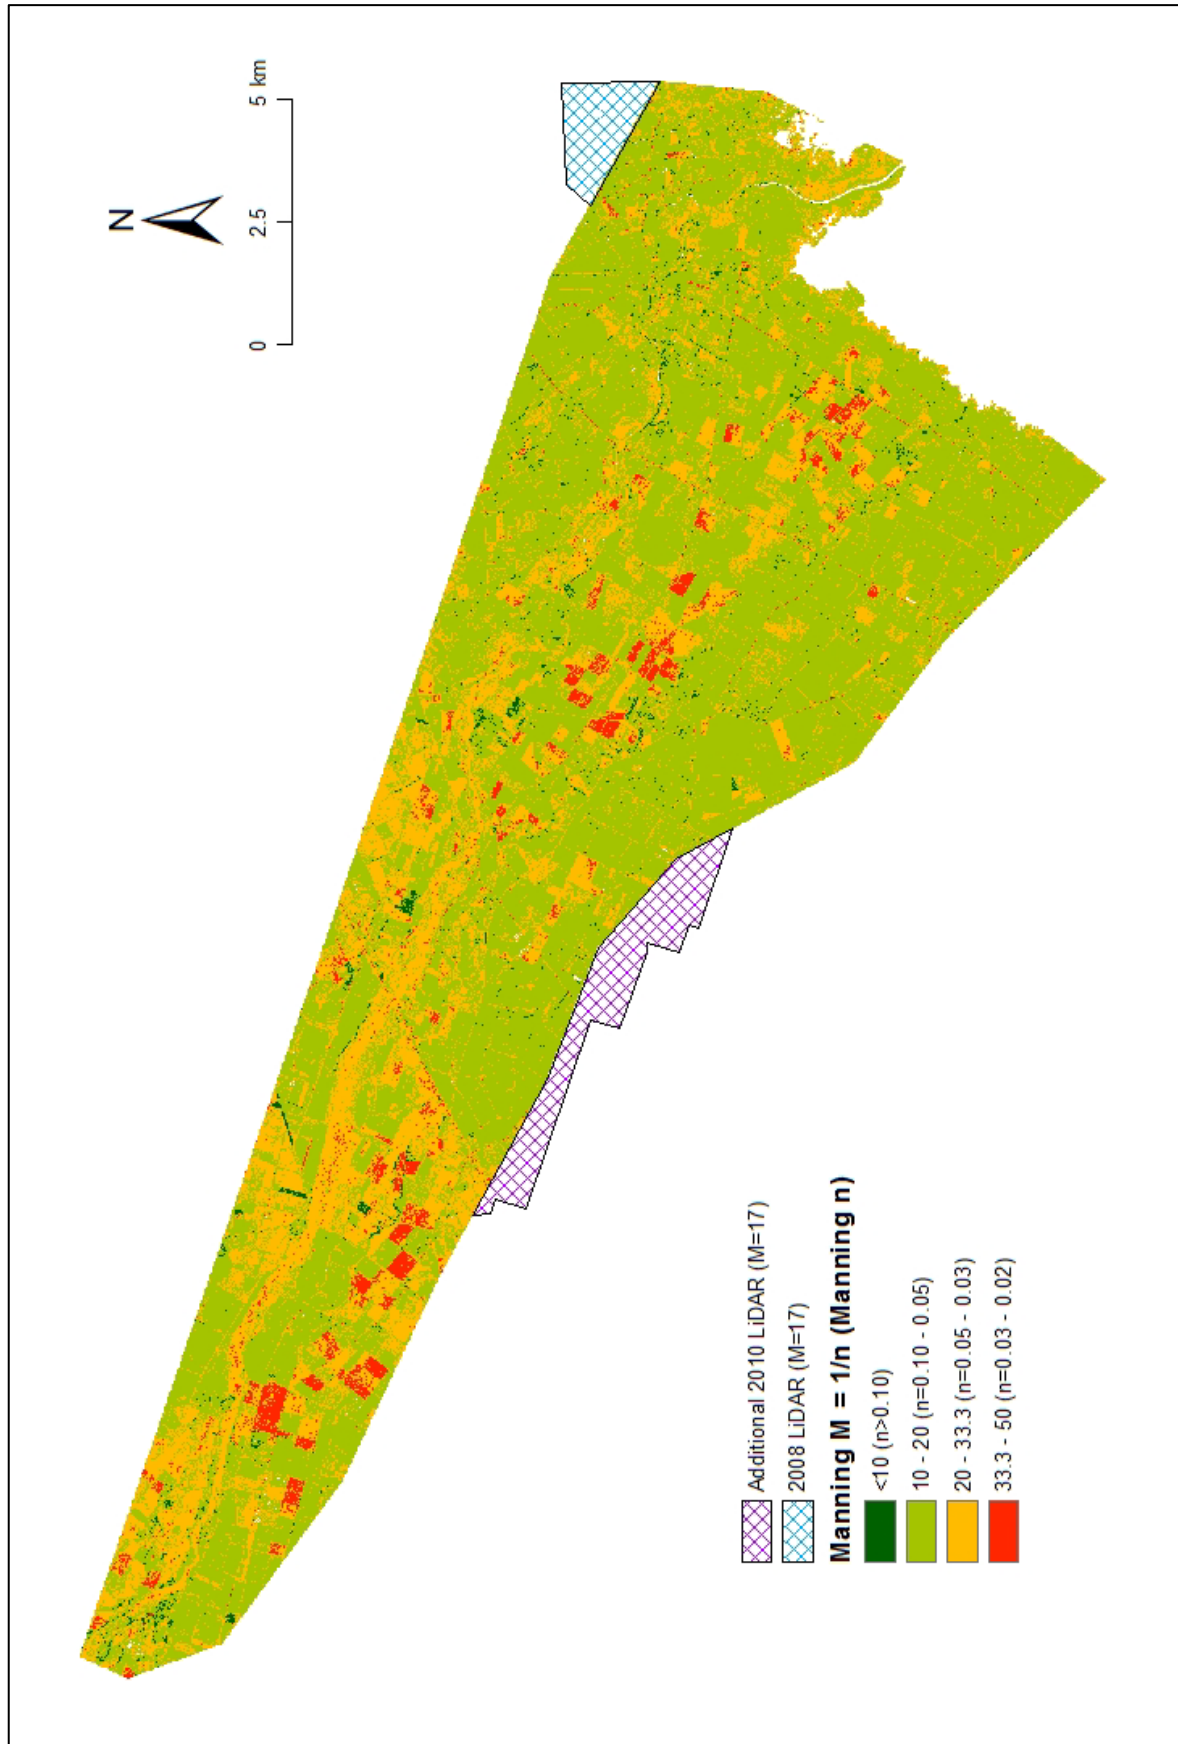 N
0 2.5 5 km
Additional 2010 LiDAR (M=17)
2008 LiDAR (M=17)
Manning M = 1/n (Manning n)
<10 (n>0.10)
10 - 20 (n=0.10 - 0.05)
20 - 33.3 (n=0.05 - 0.03)
33.3 - 50 (n=0.03 - 0.02)